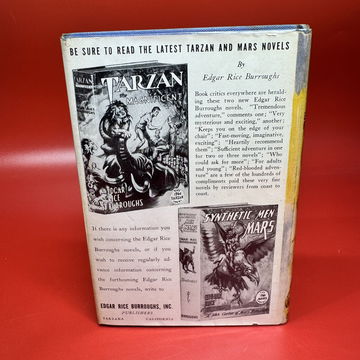 BE SURE TO READ THE LATEST TARZAN AND MARS NOVELS
By
Edgar Rice Burroughs
TARZAN
MAGNIFICENT
EDGAR
RICE
BURROUGHS
Book critics everywhere are herald-
ing these two new Edgar Rice
Burroughs novels. "Tremendous
adventure," comments one; "Very
mysterious and exciting," another;
"Keeps you on the edge of your
chair"; "Fast-moving, imaginative,
exciting"; "Heartily recommend
them"; "Sufficient adventure in one
for two or three novels"; "Who
could ask for more"; "For adults
and young"; "Red-blooded adven-
ture" are a few of the hundreds of
compliments paid these very fine
novels by reviewers from coast to
coast.
If there is any information you
wish concerning the Edgar Rice
Burroughs novels, or if you
wish to receive regularly ad-
vance information concerning
the forthcoming Edgar Rice
Burroughs novels, write to
EDGAR RICE BURROUGHS, INC.
PUBLISHERS
TARZANA CALIFORNIA
SYNTHETIC MEN
MARS